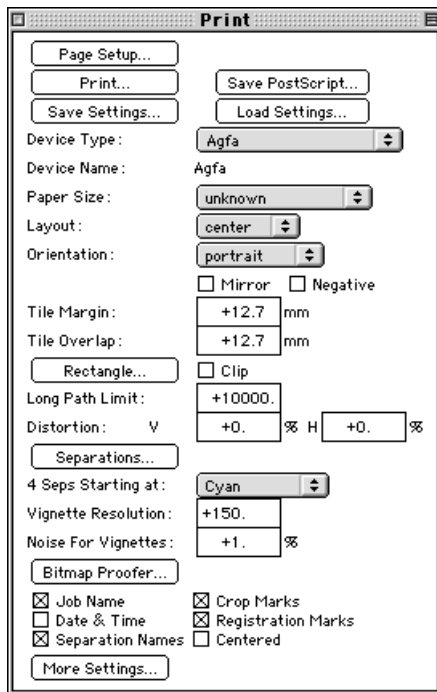 Print
Page Setup...
Print... Save PostScript...
Save Settings... Load Settings...
Device Type: Agfa
Device Name: Agfa
Paper Size: unknown
Layout: center
Orientation: portrait
Mirror Negative
Tile Margin: +12.7 mm
Tile Overlap: +12.7 mm
Rectangle... Clip
Long Path Limit: +10000.
Distortion: V +0. % H +0. %
Separations...
4 Seps Starting at: Cyan
Vignette Resolution: +150.
Noise For Vignettes: +1. %
Bitmap Proofer...
Job Name Crop Marks
Date & Time Registration Marks
Separation Names Centered
More Settings...